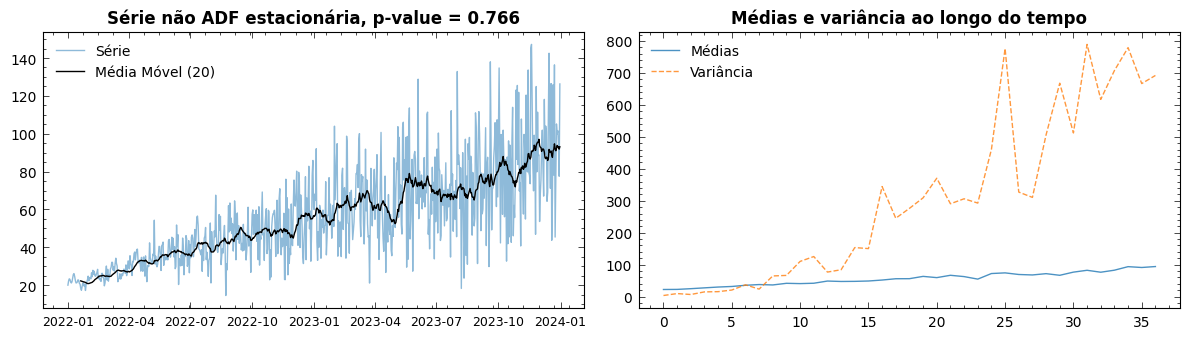 Série não ADF estacionária, p-value = 0.766
Série
Média Móvel (20)
140
120
100
80
60
40
20
2022-01 2022-04 2022-07 2022-10 2023-01 2023-04 2023-07 2023-10 2024-01
Médias e variância ao longo do tempo
Médias
Variância
800
700
600
500
400
300
200
100
0
0 5 10 15 20 25 30 35